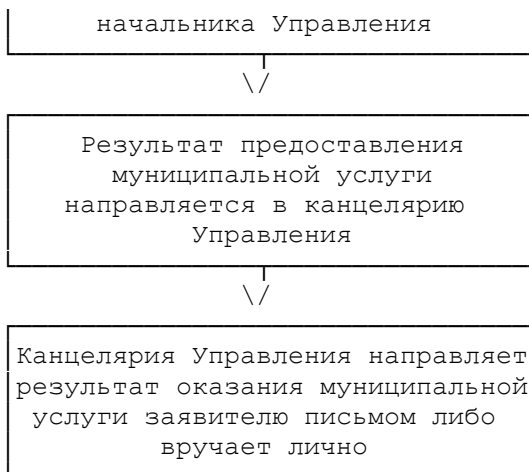 начальника Управления
\/
Результат предоставления
муниципальной услуги
направляется в канцелярию
Управления
\/
Канцелярия Управления направляет
результат оказания муниципальной
услуги заявителю письмом либо
вручает лично